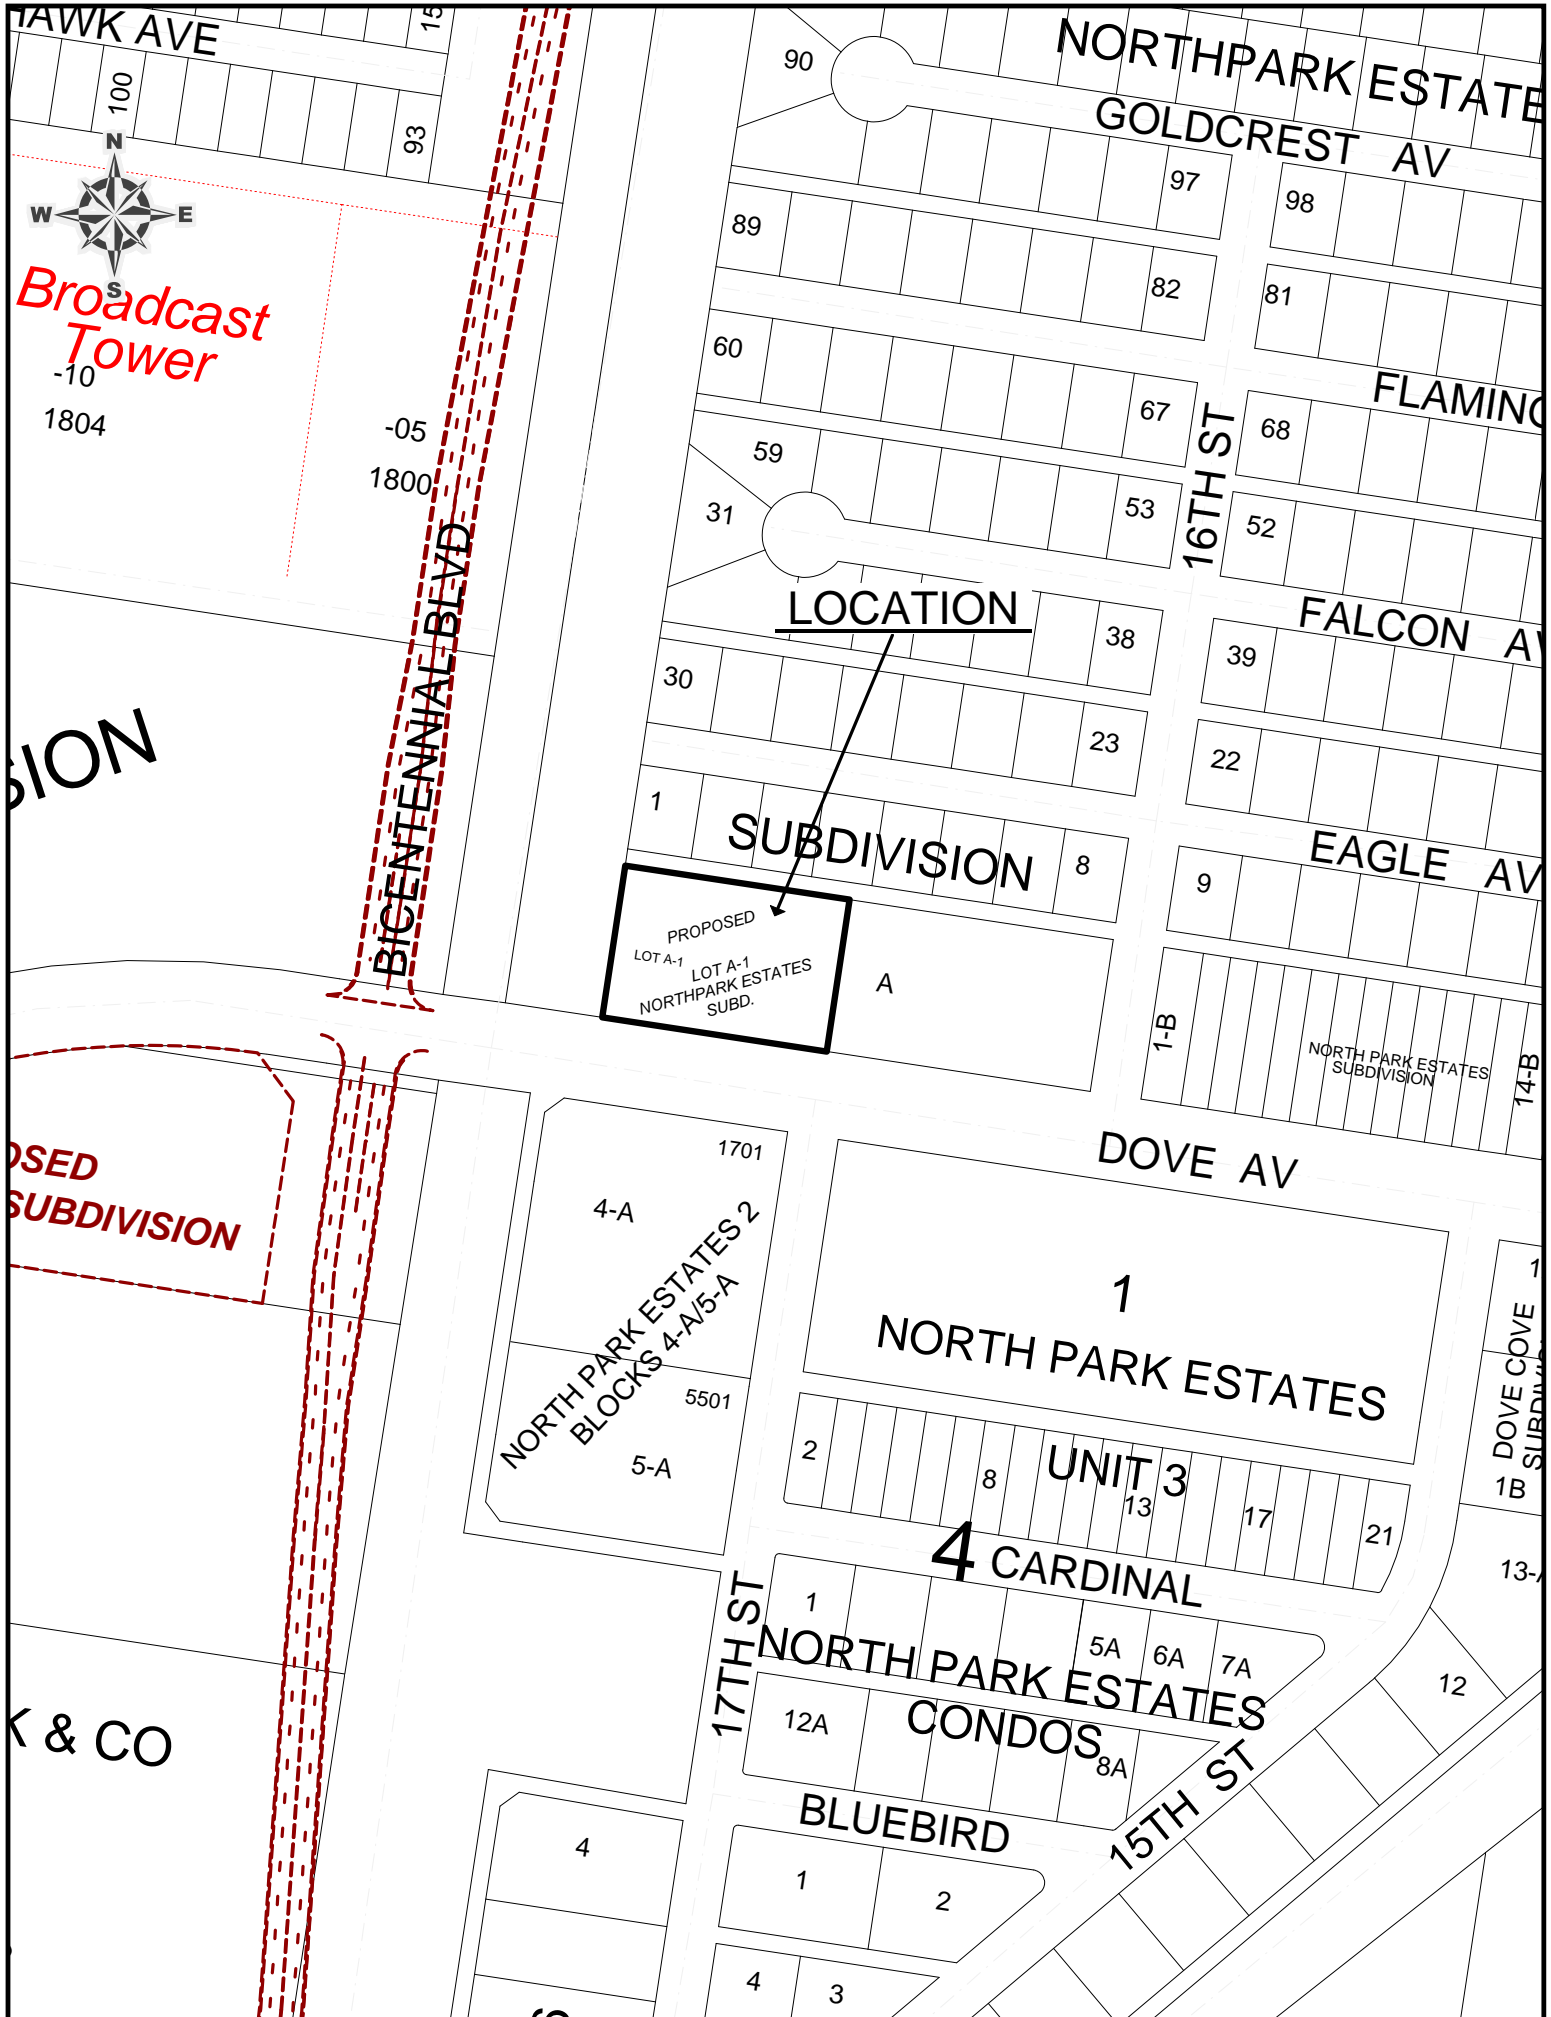 HAWK AVE
15
100
93
N
W
E
S
Broadcast
Tower
-10
1804
-05
1800
BICENTENNIAL BLVD
90
NORTHPARK ESTATE
GOLDCREST AV
97
98
89
82
81
60
67
68
FLAMING
16TH ST
59
53
52
31
LOCATION
38
39
FALCON AV
30
23
22
1
SUBDIVISION
8
9
EAGLE AV
SION
PROPOSED
LOT A-1
LOT A-1
NORTHPARK ESTATES
SUBD.
A
1-B
NORTH PARK ESTATES
SUBDIVISION
14-B
DOVE AV
OSED
SUBDIVISION
1701
4-A
NORTH PARK ESTATES 2
BLOCKS 4-A/5-A
5501
5-A
1
NORTH PARK ESTATES
UNIT 3
2
8
13
17
21
1
DOVE COVE
1B
13-
4
CARDINAL
17TH ST
1
5A
6A
7A
NORTH PARK ESTATES
CONDOS
12A
8A
12
15TH ST
K & CO
BLUEBIRD
4
1
2
4
3